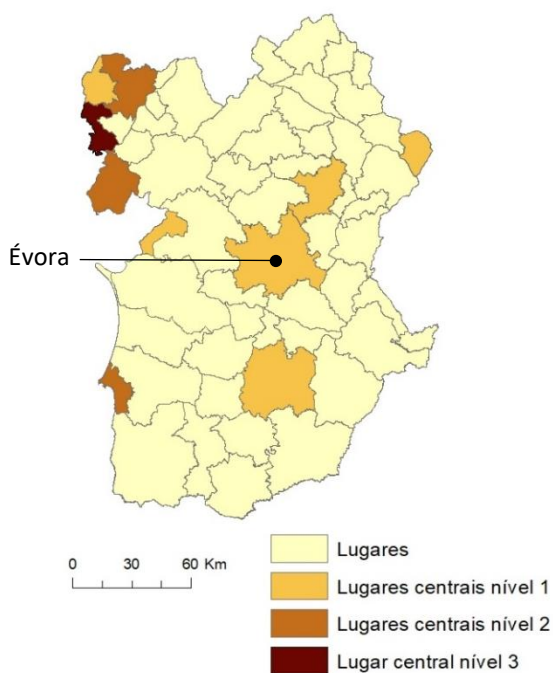 Évora
0 30 60 Km
Lugares
Lugares centrais nível 1
Lugares centrais nível 2
Lugar central nível 3